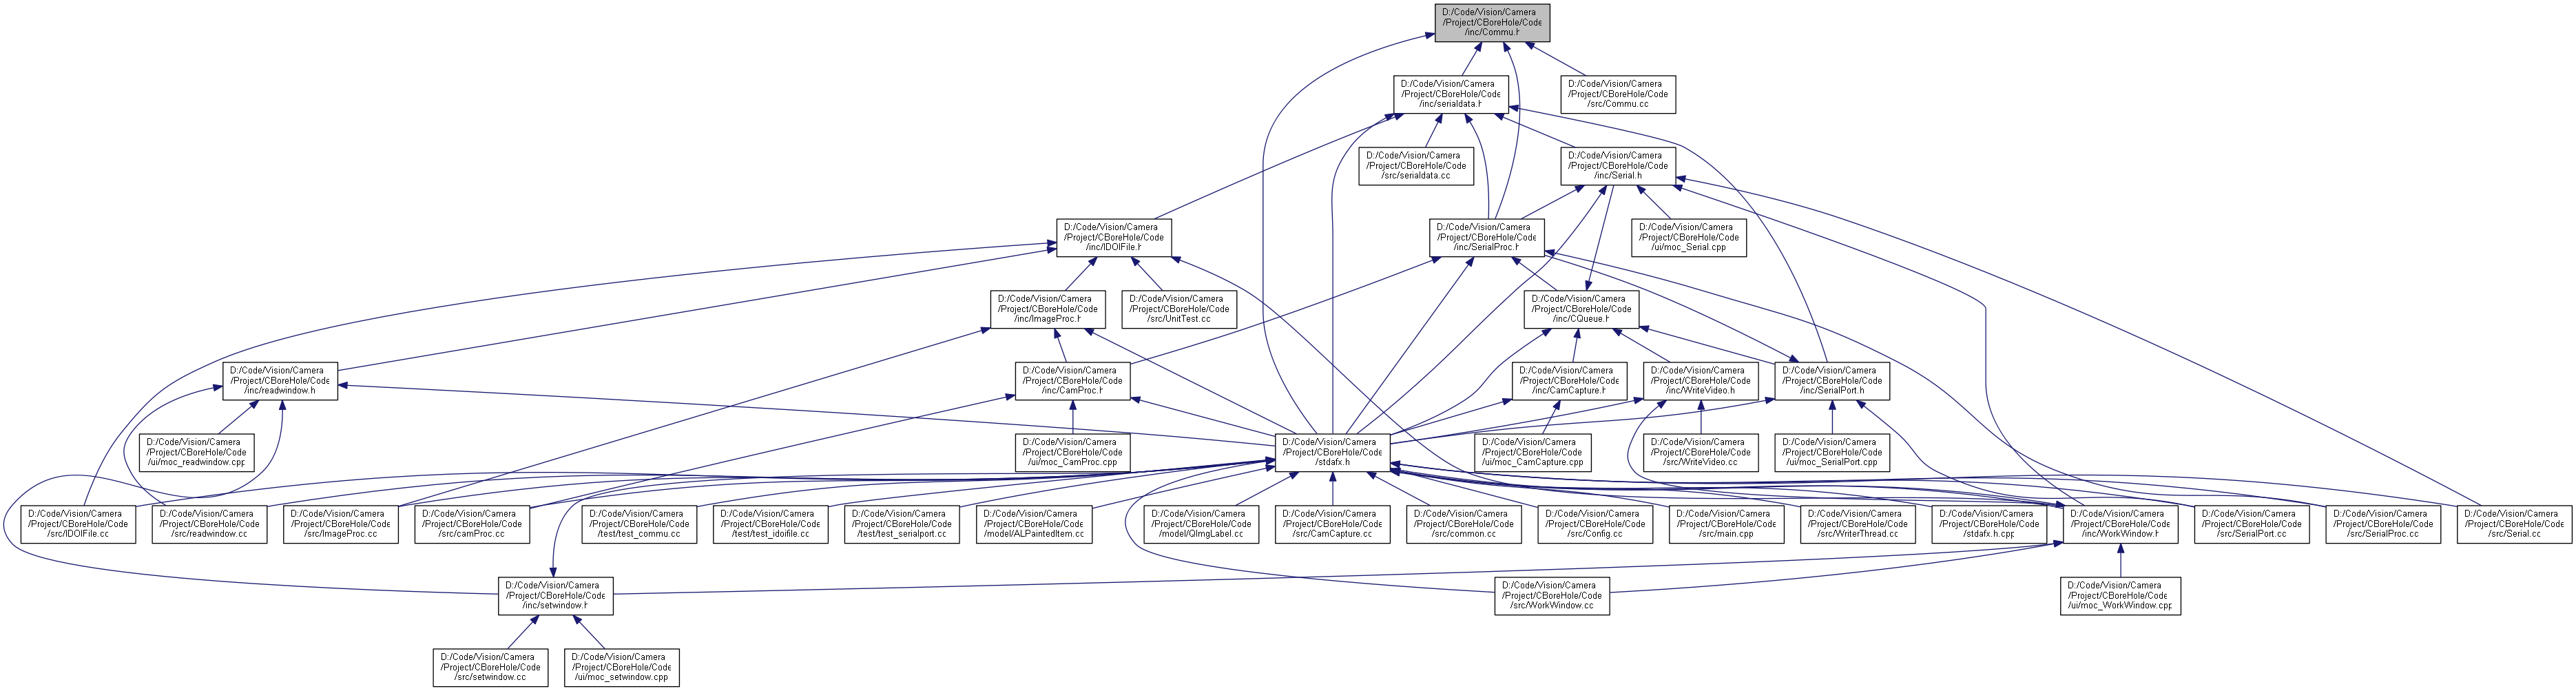 D:/Code/Vision/Camera
/Project/CBoreHole/Code
/inc/Commu.h
D:/Code/Vision/Camera
/Project/CBoreHole/Code
/inc/serialdata.h
D:/Code/Vision/Camera
/Project/CBoreHole/Code
/src/Commu.cc
D:/Code/Vision/Camera
/Project/CBoreHole/Code
/src/serialdata.cc
D:/Code/Vision/Camera
/Project/CBoreHole/Code
/inc/Serial.h
D:/Code/Vision/Camera
/Project/CBoreHole/Code
/inc/IDOIFile.h
D:/Code/Vision/Camera
/Project/CBoreHole/Code
/inc/SerialProc.h
D:/Code/Vision/Camera
/Project/CBoreHole/Code
/ui/moc_Serial.cpp
D:/Code/Vision/Camera
/Project/CBoreHole/Code
/inc/ImageProc.h
D:/Code/Vision/Camera
/Project/CBoreHole/Code
/src/UnitTest.cc
D:/Code/Vision/Camera
/Project/CBoreHole/Code
/inc/CQueue.h
D:/Code/Vision/Camera
/Project/CBoreHole/Code
/inc/readwindow.h
D:/Code/Vision/Camera
/Project/CBoreHole/Code
/inc/CamProc.h
D:/Code/Vision/Camera
/Project/CBoreHole/Code
/inc/CamCapture.h
D:/Code/Vision/Camera
/Project/CBoreHole/Code
/inc/WriteVideo.h
D:/Code/Vision/Camera
/Project/CBoreHole/Code
/inc/SerialPort.h
D:/Code/Vision/Camera
/Project/CBoreHole/Code
/ui/moc_readwindow.cpp
D:/Code/Vision/Camera
/Project/CBoreHole/Code
/ui/moc_CamProc.cpp
D:/Code/Vision/Camera
/Project/CBoreHole/Code
/stdafx.h
D:/Code/Vision/Camera
/Project/CBoreHole/Code
/ui/moc_CamCapture.cpp
D:/Code/Vision/Camera
/Project/CBoreHole/Code
/src/WriteVideo.cc
D:/Code/Vision/Camera
/Project/CBoreHole/Code
/ui/moc_SerialPort.cpp
D:/Code/Vision/Camera
/Project/CBoreHole/Code
/src/IDOIFile.cc
D:/Code/Vision/Camera
/Project/CBoreHole/Code
/src/readwindow.cc
D:/Code/Vision/Camera
/Project/CBoreHole/Code
/src/ImageProc.cc
D:/Code/Vision/Camera
/Project/CBoreHole/Code
/src/camProc.cc
D:/Code/Vision/Camera
/Project/CBoreHole/Code
/test/test_commu.cc
D:/Code/Vision/Camera
/Project/CBoreHole/Code
/test/test_idoifile.cc
D:/Code/Vision/Camera
/Project/CBoreHole/Code
/test/test_serialport.cc
D:/Code/Vision/Camera
/Project/CBoreHole/Code
/model/ALPaintedItem.cc
D:/Code/Vision/Camera
/Project/CBoreHole/Code
/model/QImgLabel.cc
D:/Code/Vision/Camera
/Project/CBoreHole/Code
/src/CamCapture.cc
D:/Code/Vision/Camera
/Project/CBoreHole/Code
/src/common.cc
D:/Code/Vision/Camera
/Project/CBoreHole/Code
/src/Config.cc
D:/Code/Vision/Camera
/Project/CBoreHole/Code
/src/main.cpp
D:/Code/Vision/Camera
/Project/CBoreHole/Code
/src/WriterThread.cc
D:/Code/Vision/Camera
/Project/CBoreHole/Code
/stdafx.h.cpp
D:/Code/Vision/Camera
/Project/CBoreHole/Code
/inc/WorkWindow.h
D:/Code/Vision/Camera
/Project/CBoreHole/Code
/src/SerialPort.cc
D:/Code/Vision/Camera
/Project/CBoreHole/Code
/src/SerialProc.cc
D:/Code/Vision/Camera
/Project/CBoreHole/Code
/src/Serial.cc
D:/Code/Vision/Camera
/Project/CBoreHole/Code
/inc/setwindow.h
D:/Code/Vision/Camera
/Project/CBoreHole/Code
/src/WorkWindow.cc
D:/Code/Vision/Camera
/Project/CBoreHole/Code
/ui/moc_WorkWindow.cpp
D:/Code/Vision/Camera
/Project/CBoreHole/Code
/src/setwindow.cc
D:/Code/Vision/Camera
/Project/CBoreHole/Code
/ui/moc_setwindow.cpp